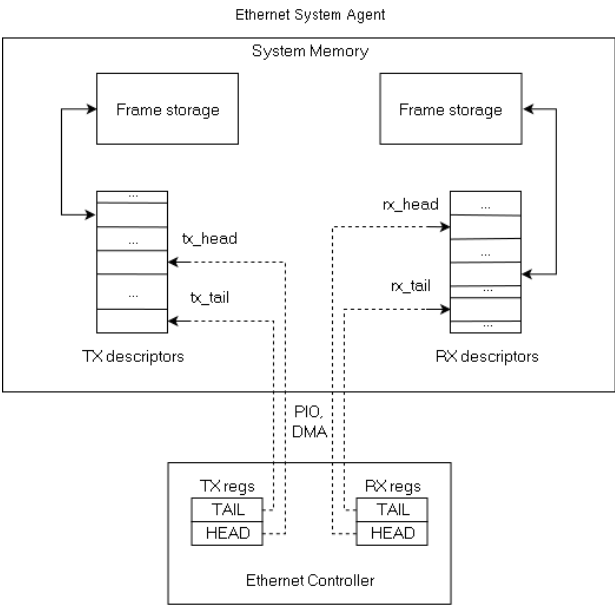 Ethernet System Agent
System Memory
Frame storage
Frame storage
...
...
...
tx_head
tx_tail
TX descriptors
rx_head
rx_tail
...
...
...
...
RX descriptors
PIO,
DMA
TX regs
TAIL
HEAD
RX regs
TAIL
HEAD
Ethernet Controller